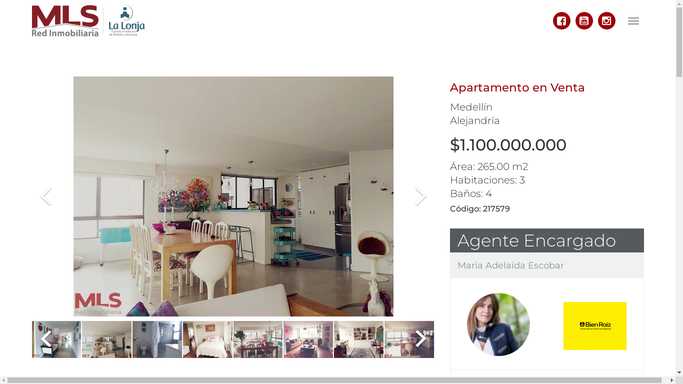 MLS
Red Inmobiliaria
La Lonja
Apartamento en Venta
Medellín
Alejandría
$1.100.000.000
Área: 265.00 m2
Habitaciones: 3
Baños: 4
Código: 217579
Agente Encargado
Maria Adelaida Escobar
MLS
Bien Raíz